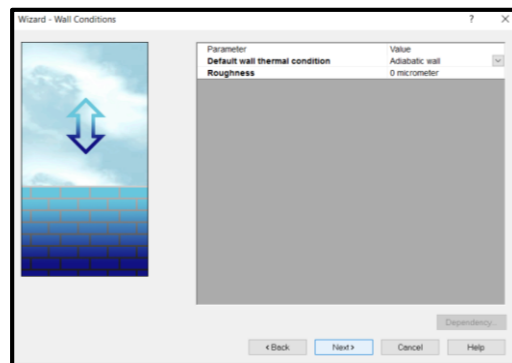 Wizard - Wall Conditions ? ×
Parameter Value
Default wall thermal condition Adiabatic wall
Roughness 0 micrometer
Dependency...
< Back Next > Cancel Help